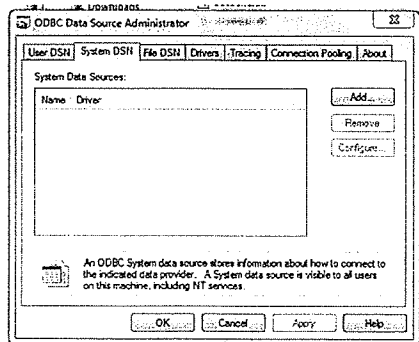 Downloads
ODBC Data Source Administrator
User DSN System DSN File DSN Drivers Tracing Connection Pooling About
System Data Sources:
Name Driver
Add...
Remove
Configure...
An ODBC System data source stores information about how to connect to
the indicated data provider. A System data source is visible to all users
on this machine, including NT services.
OK Cancel Apply Help